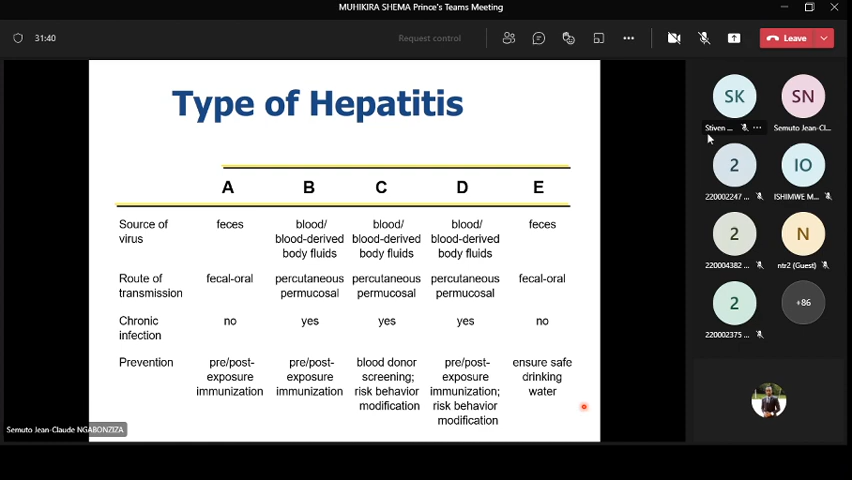 MUHIKIRA SHEMA Prince's Teams Meeting
31:40
Request control
Leave
Type of Hepatitis
A B C D E
Source of virus
feces
blood/
blood-derived
body fluids
blood/
blood-derived
body fluids
blood/
blood-derived
body fluids
feces
Route of
transmission
fecal-oral
percutaneous
permucosal
percutaneous
permucosal
percutaneous
permucosal
fecal-oral
Chronic
infection
no
yes
yes
yes
no
Prevention
pre/post-
exposure
immunization
pre/post-
exposure
immunization
blood donor
screening;
risk behavior
modification
pre/post-
exposure
immunization;
risk behavior
modification
ensure safe
drinking
water
Semuto Jean-Claude NGABONZIZA
SK
SN
Stiven ...
Semuto Jean-Cl...
2
IO
220002247 ...
ISHIMWE M...
2
N
220004382 ...
ntr2 (Guest)
2
+86
220002375 ...